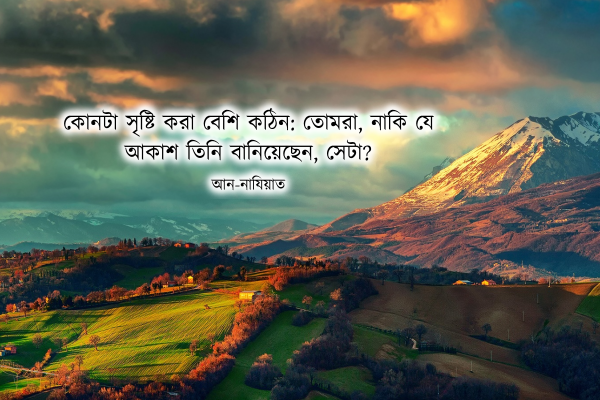 কোনটা সৃষ্টি করা বেশি কঠিন: তোমরা, নাকি যে
আকাশ তিনি বানিয়েছেন, সেটা?
আন-নাযিয়াত